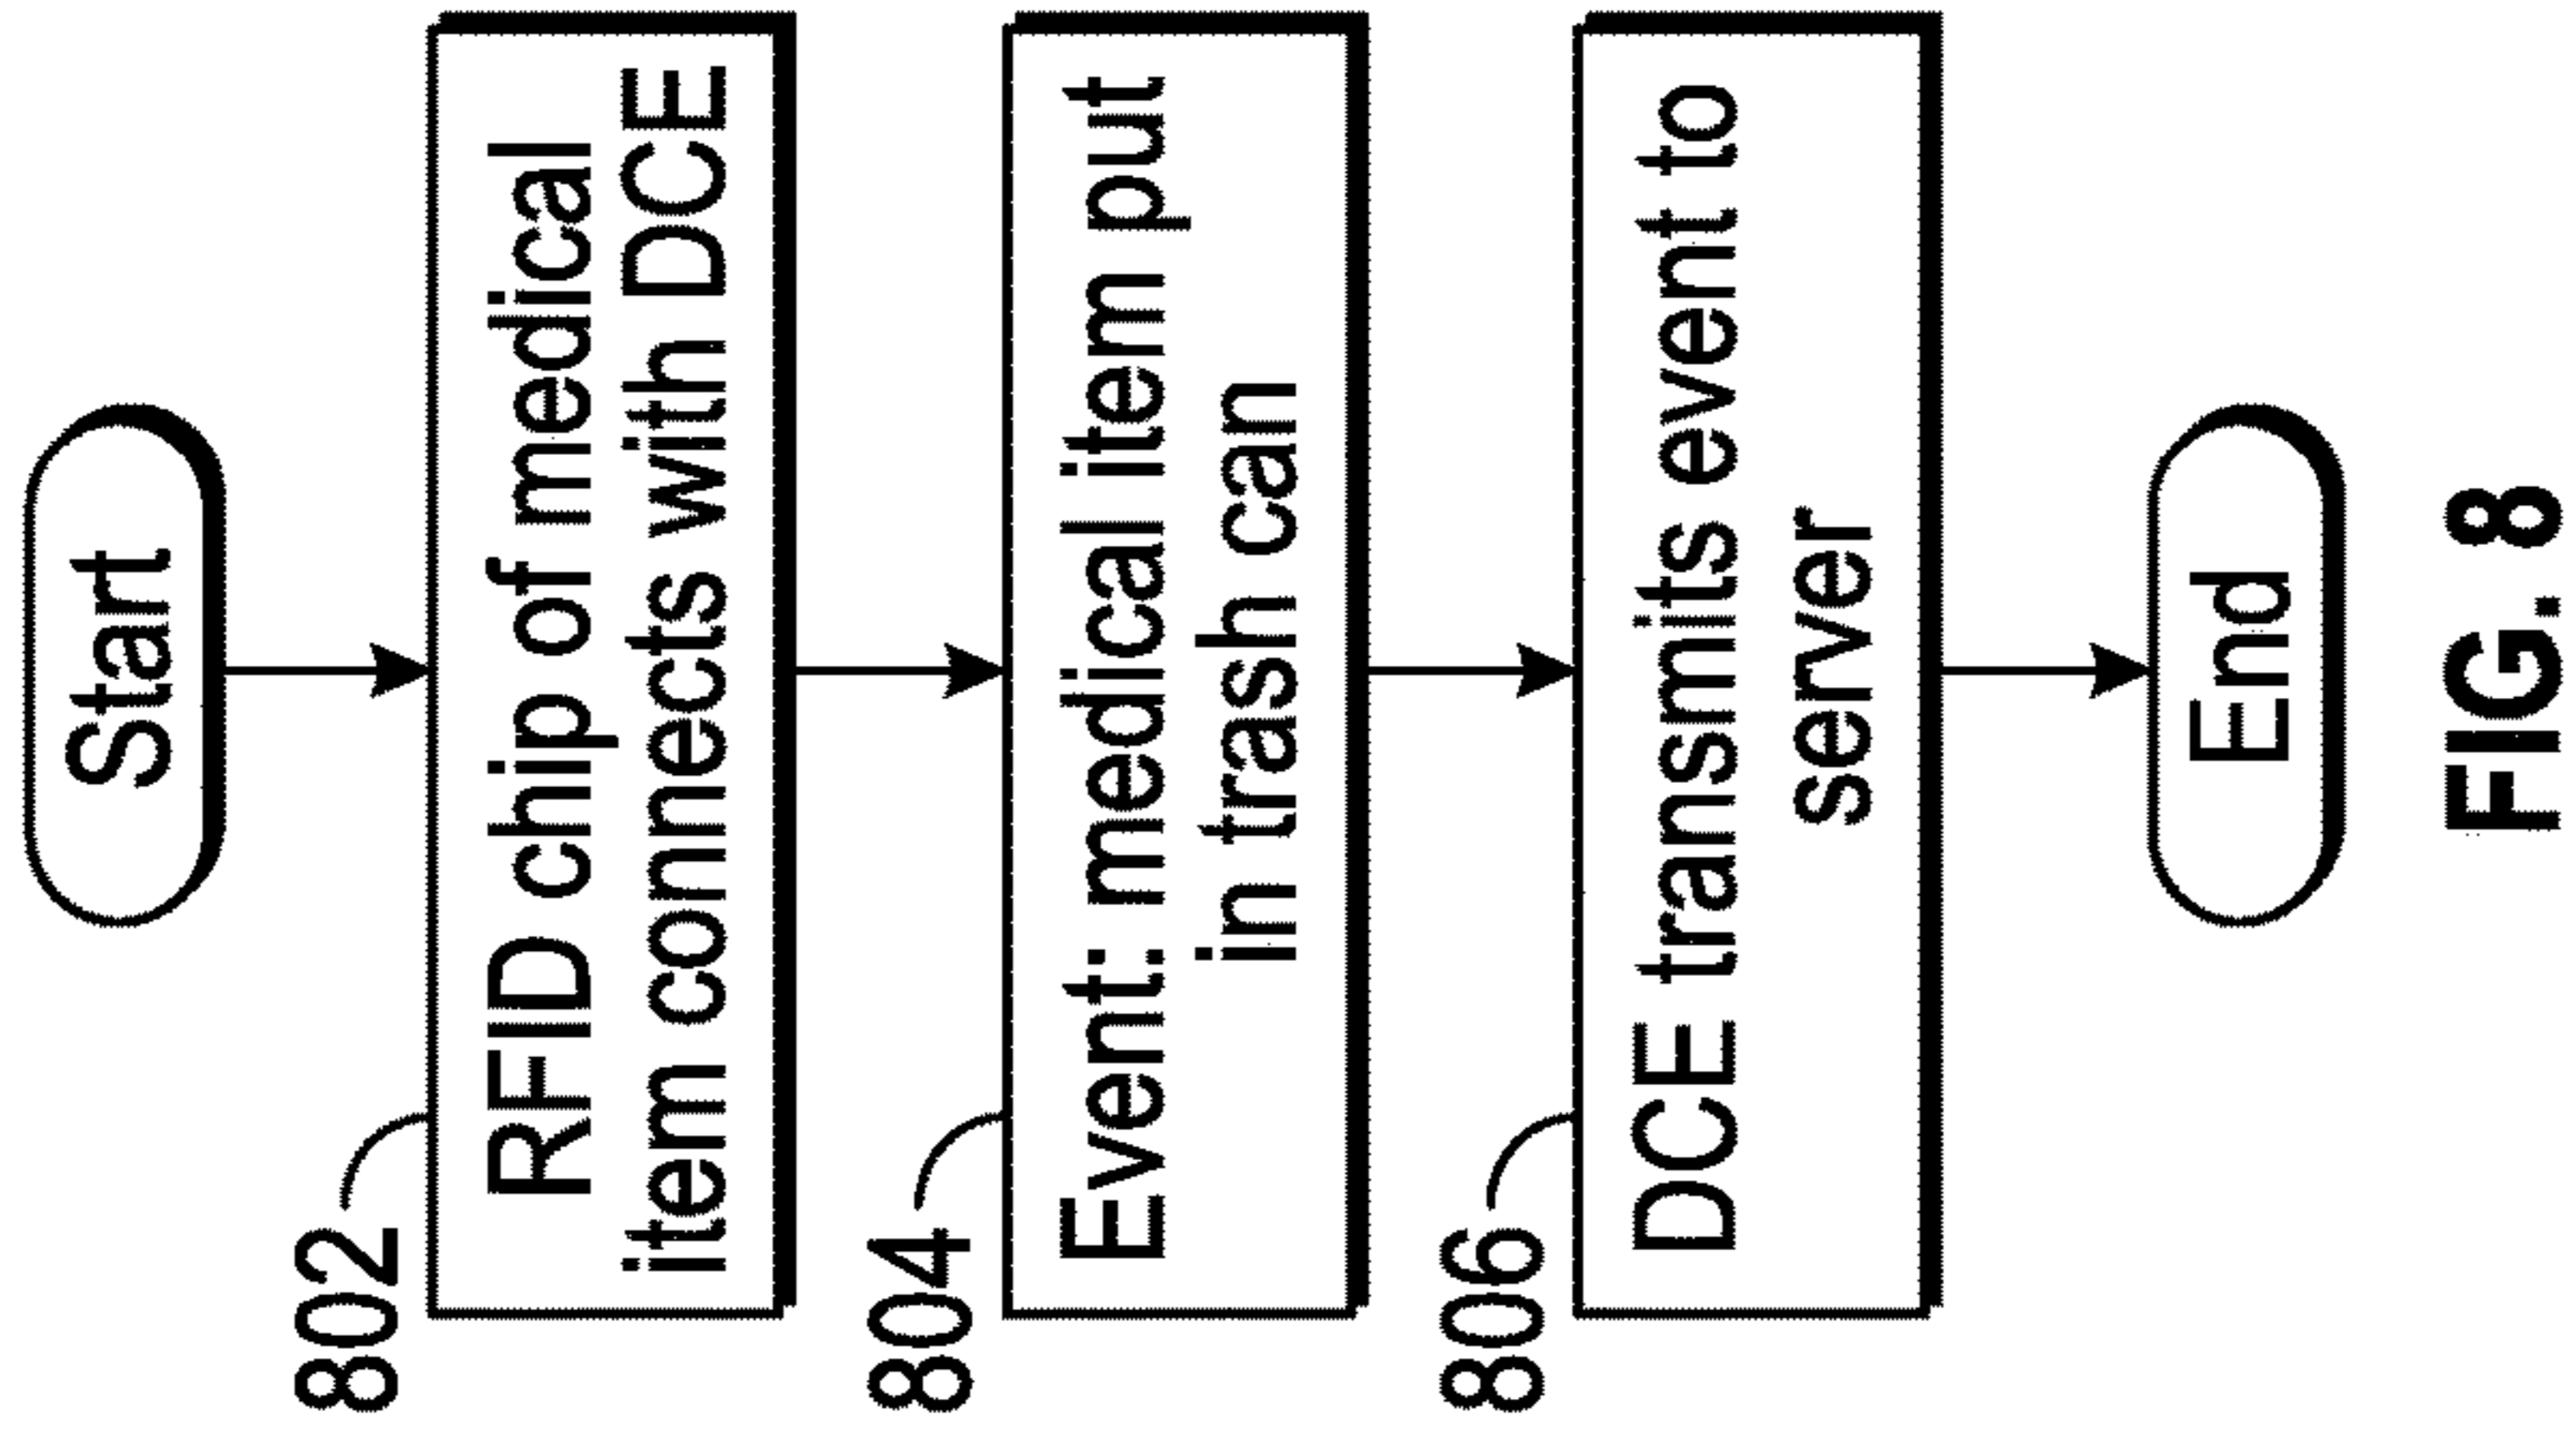 Start
802
RFID chip of medical
item connects with DCE
804
Event: medical item put
in trash can
806
DCE transmits event to
server
End
FIG. 8